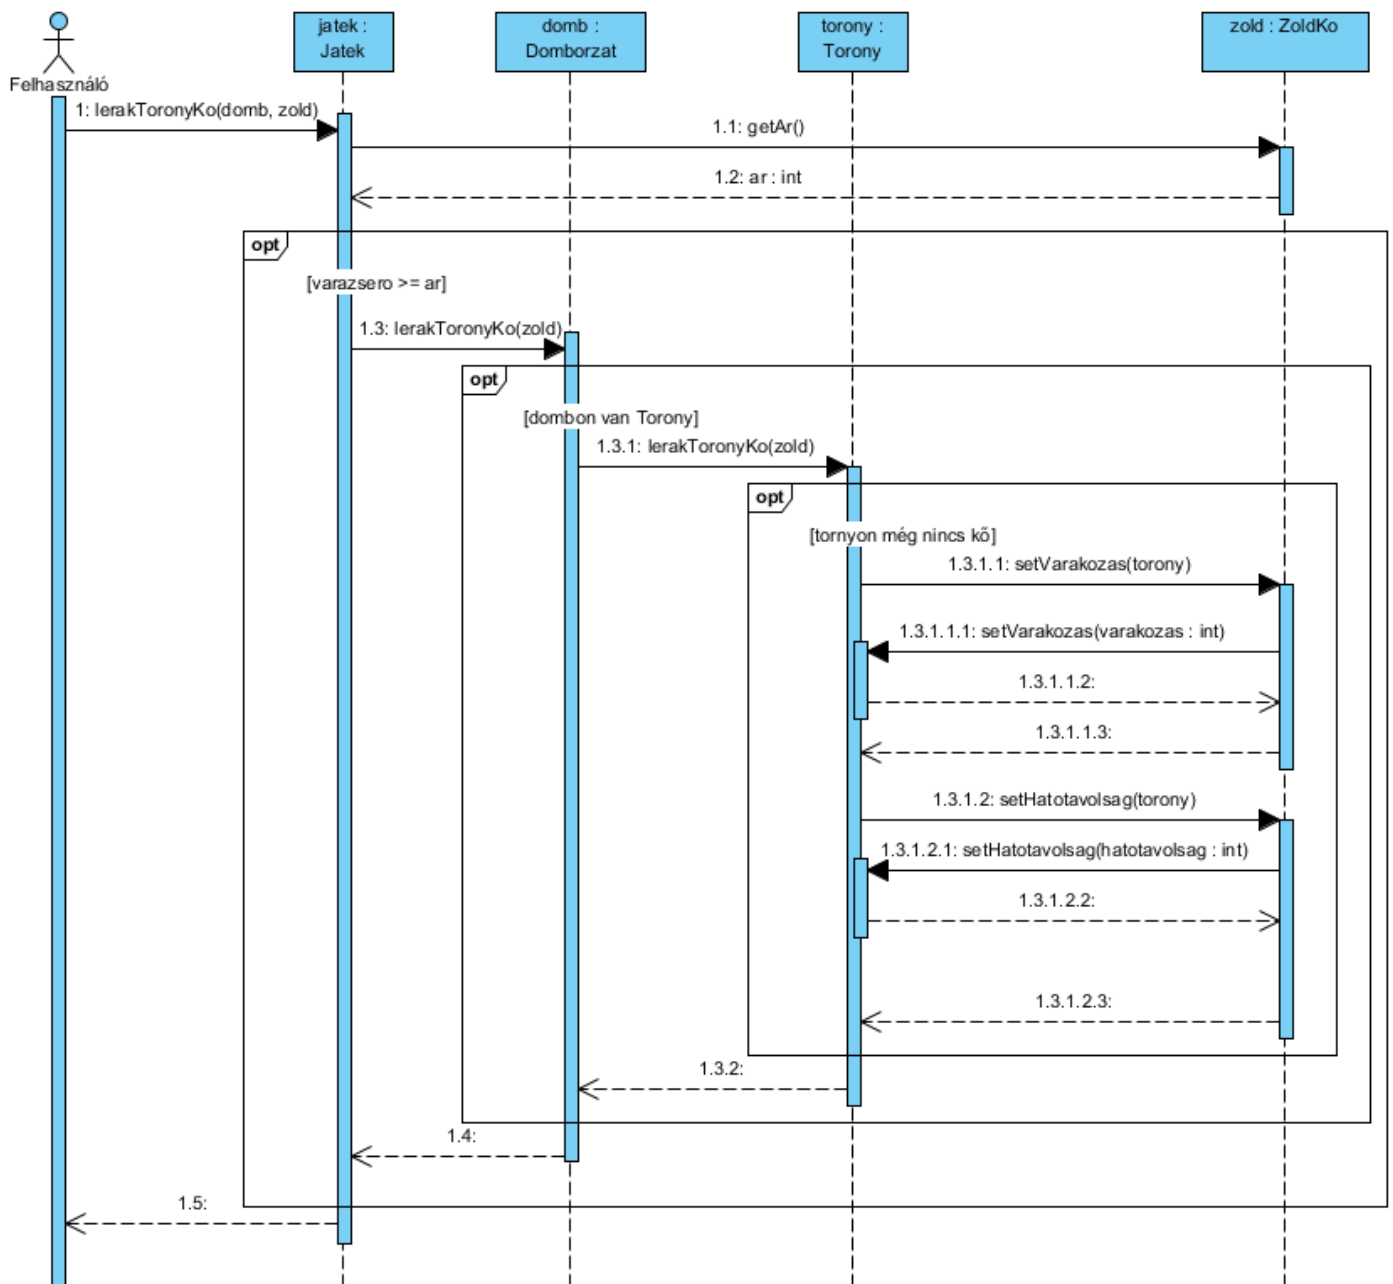 jatek :
Jatek
domb :
Domborzat
torony :
Torony
zold : ZoldKo
Felhasználó
1: lerakToronyKo(domb, zold)
1.1: getAr()
1.2: ar : int
opt
[varazsero >= ar]
1.3: lerakToronyKo(zold)
opt
[dombon van Torony]
1.3.1: lerakToronyKo(zold)
opt
[tornyon még nincs kő]
1.3.1.1: setVarakozas(torony)
1.3.1.1.1: setVarakozas(varakozas : int)
1.3.1.1.2:
1.3.1.1.3:
1.3.1.2: setHatotavolsag(torony)
1.3.1.2.1: setHatotavolsag(hatotavolsag : int)
1.3.1.2.2:
1.3.1.2.3:
1.3.2:
1.4:
1.5: